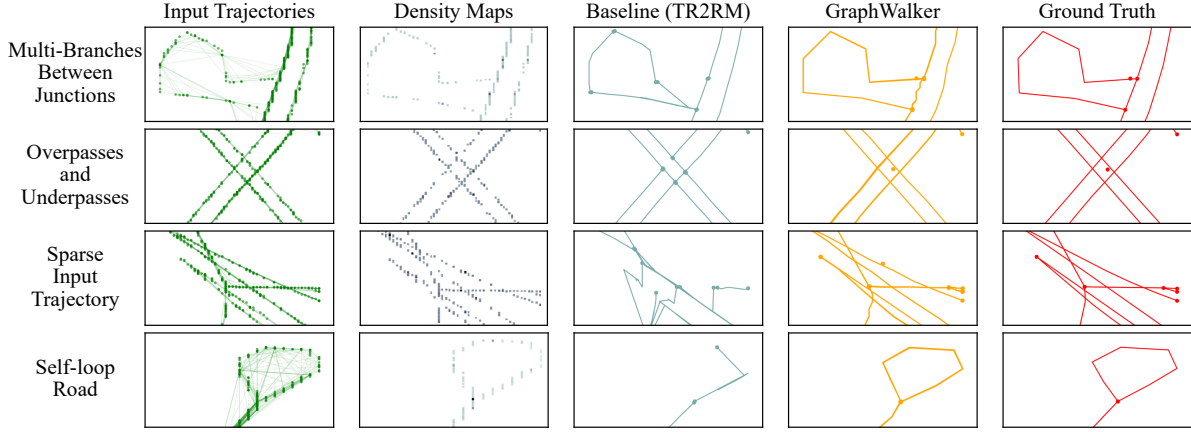 Input Trajectories
Density Maps
Baseline (TR2RM)
GraphWalker
Ground Truth
Multi-Branches
Between
Junctions
Overpasses
and
Underpasses
Sparse
Input
Trajectory
Self-loop
Road